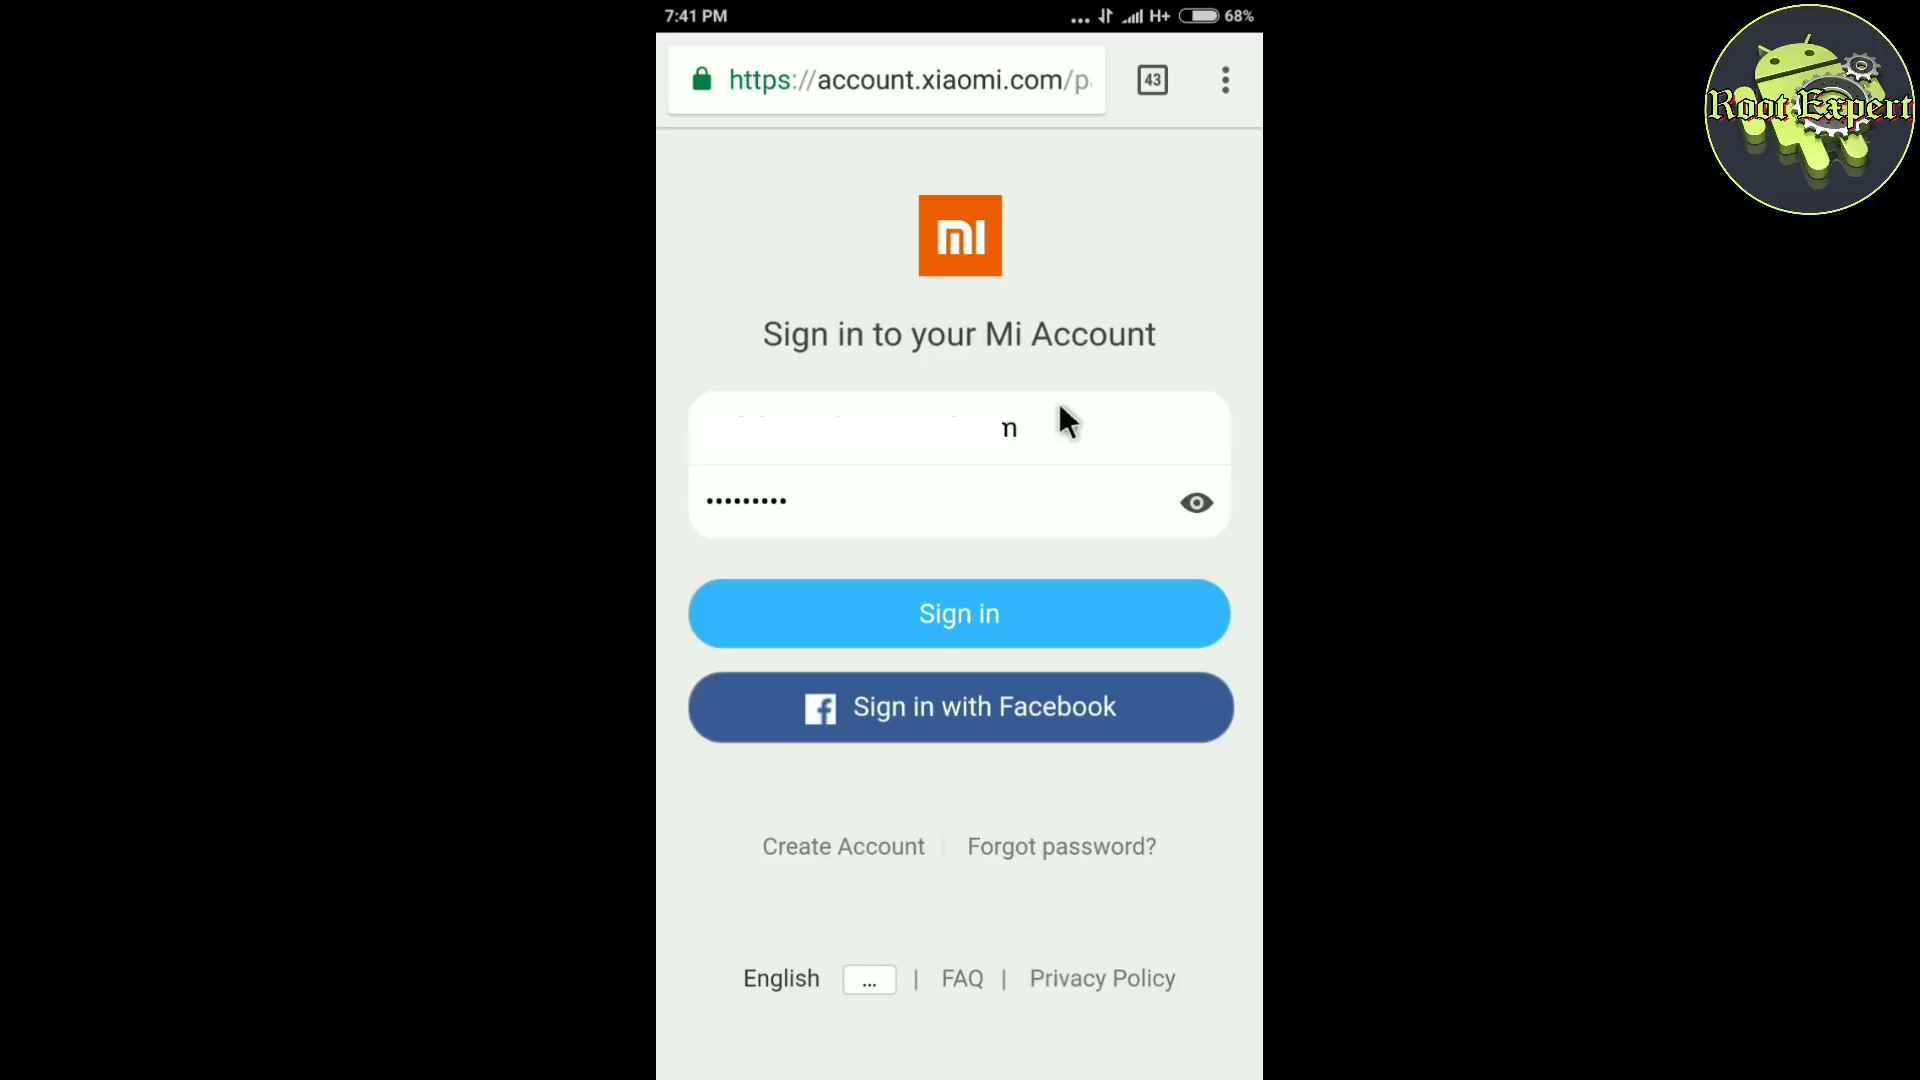 7:41 PM ... H+ 68%
https://account.xiaomi.com/p
43
Root Expert
mi
Sign in to your Mi Account
•••••••••
Sign in
f Sign in with Facebook
Create Account Forgot password?
English ... | FAQ | Privacy Policy